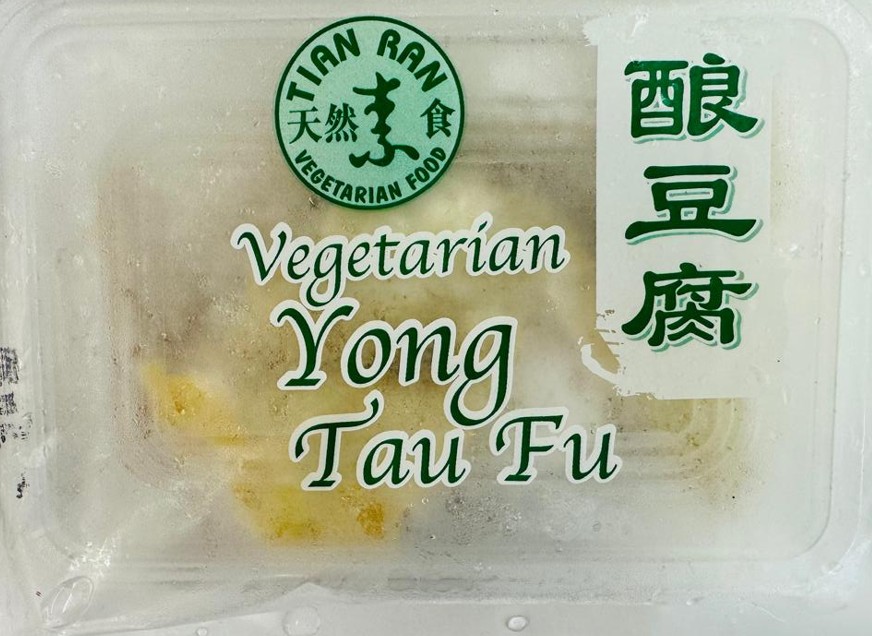 TIAN RAN
天然素食
VEGETARIAN FOOD
Vegetarian
Yong
Tau Fu
酿豆腐